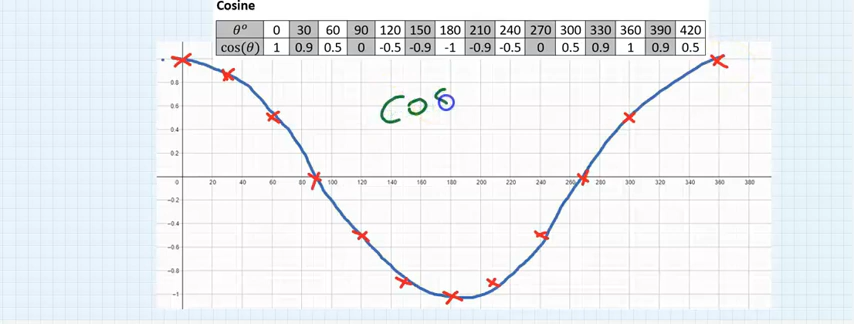 Cosine
θ° 0 30 60 90 120 150 180 210 240 270 300 330 360 390 420
cos(θ) 1 0.9 0.5 0 -0.5 -0.9 -1 -0.9 -0.5 0 0.5 0.9 1 0.9 0.5
0.8
cos
0.6
0.4
0.2
0 20 40 60 80 100 120 140 160 180 200 220 240 260 280 300 320 340 360 380
-0.2
-0.4
-0.6
-0.8
-1